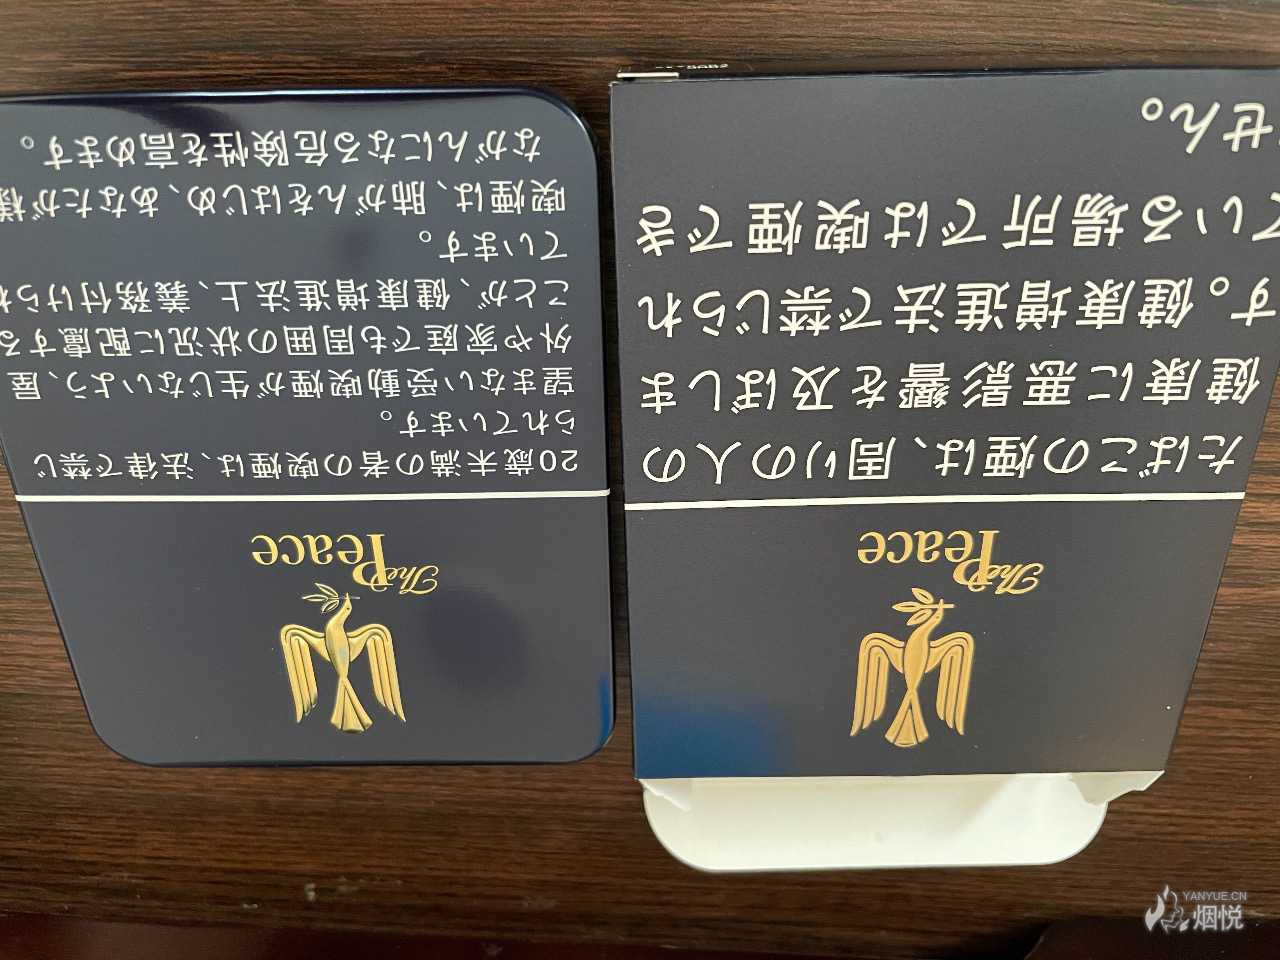 The
Peace
たばこの煙は、周りの人の
健康に悪影響を及ぼしま
す。健康増進法で禁じられ
ている場所では喫煙でき
ません。
The
Peace
20歳未満の者の喫煙は、法律で禁じ
られています。
望まない受動喫煙が生じないよう、屋
外や家庭でも周囲の状況に配慮する
ことが、健康増進法上、義務付けられ
ています。
喫煙は、肺がんをはじめ、あなたが様
ながんになる危険性を高めます。
YANYUE.CN
烟悦